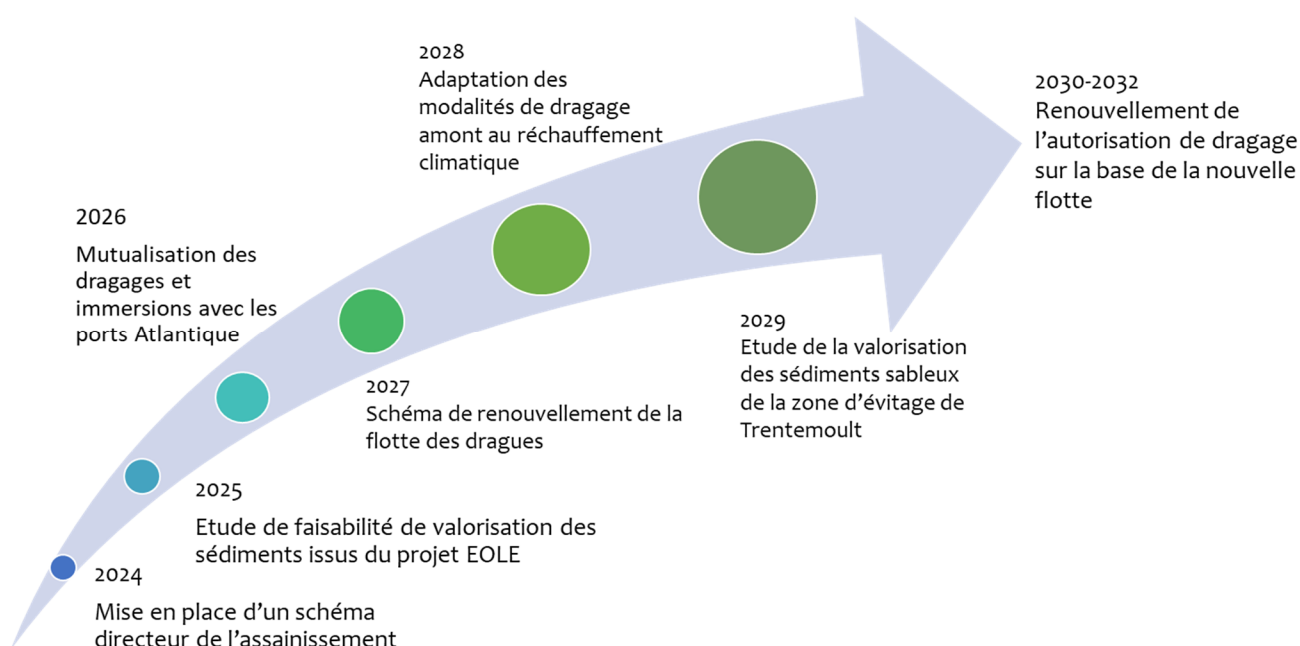 2024
Mise en place d'un schéma
directeur de l'assainissement
2025
Etude de faisabilité de valorisation des
sédiments issus du projet EOLE
2026
Mutualisation des
dragages et
immersions avec les
ports Atlantique
2027
Schéma de renouvellement de la
flotte des dragues
2028
Adaptation des
modalités de dragage
amont au réchauffement
climatique
2029
Etude de la valorisation
des sédiments sableux
de la zone d'évitage de
Trentemoult
2030-2032
Renouvellement de
l'autorisation de dragage
sur la base de la nouvelle
flotte